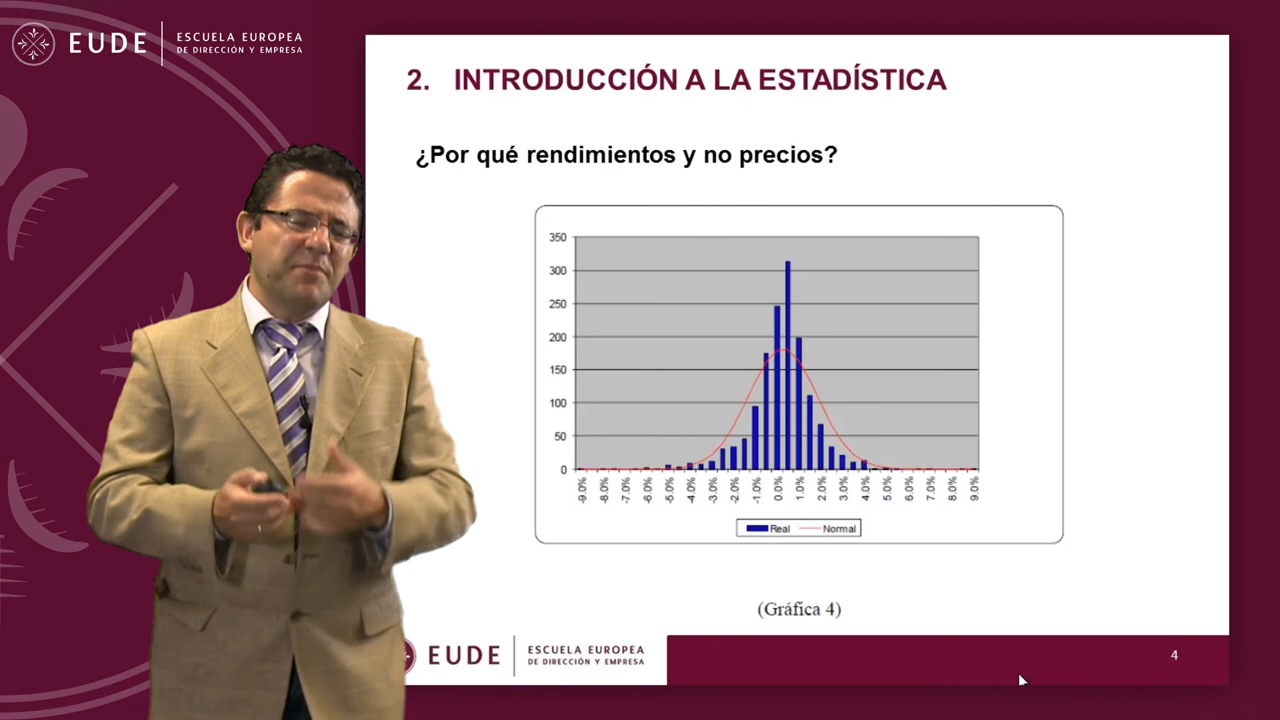 EUDE
ESCUELA EUROPEA
DE DIRECCIÓN Y EMPRESA
2. INTRODUCCIÓN A LA ESTADÍSTICA
¿Por qué rendimientos y no precios?
350
300
250
200
150
100
50
0
-9.0% -8.0% -7.0% -6.0% -5.0% -4.0% -3.0% -2.0% -1.0% 0.0% 1.0% 2.0% 3.0% 4.0% 5.0% 6.0% 7.0% 8.0% 9.0%
Real Normal
(Gráfica 4)
EUDE
ESCUELA EUROPEA
DE DIRECCIÓN Y EMPRESA
4